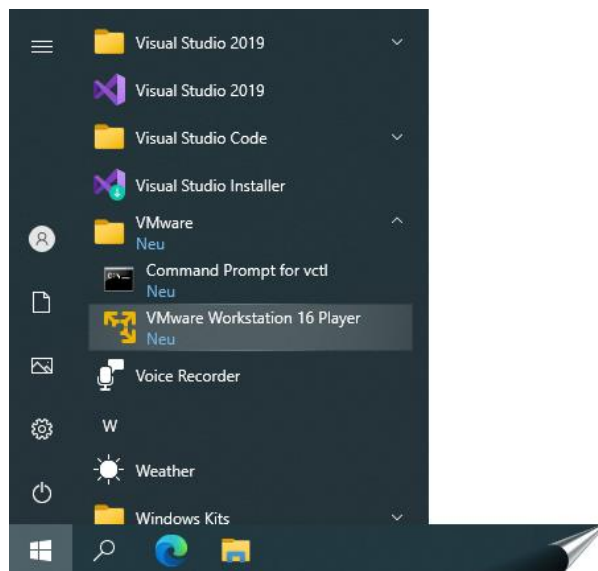 Visual Studio 2019
Visual Studio 2019
Visual Studio Code
Visual Studio Installer
VMware
Neu
Command Prompt for vctl
Neu
VMware Workstation 16 Player
Neu
Voice Recorder
W
Weather
Windows Kits